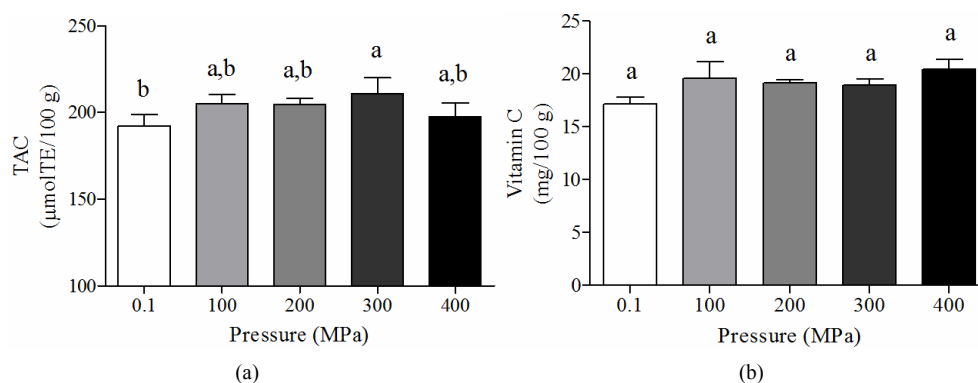 TAC
(µmolTE/100 g)
250
200
200
100
b
a,b
a,b
a
a,b
0.1 100 200 300 400
Pressure (MPa)
(a)
Vitamin C
(mg/100 g)
25
20
15
10
5
0
a
a
a
a
a
0.1 100 200 300 400
Pressure (MPa)
(b)